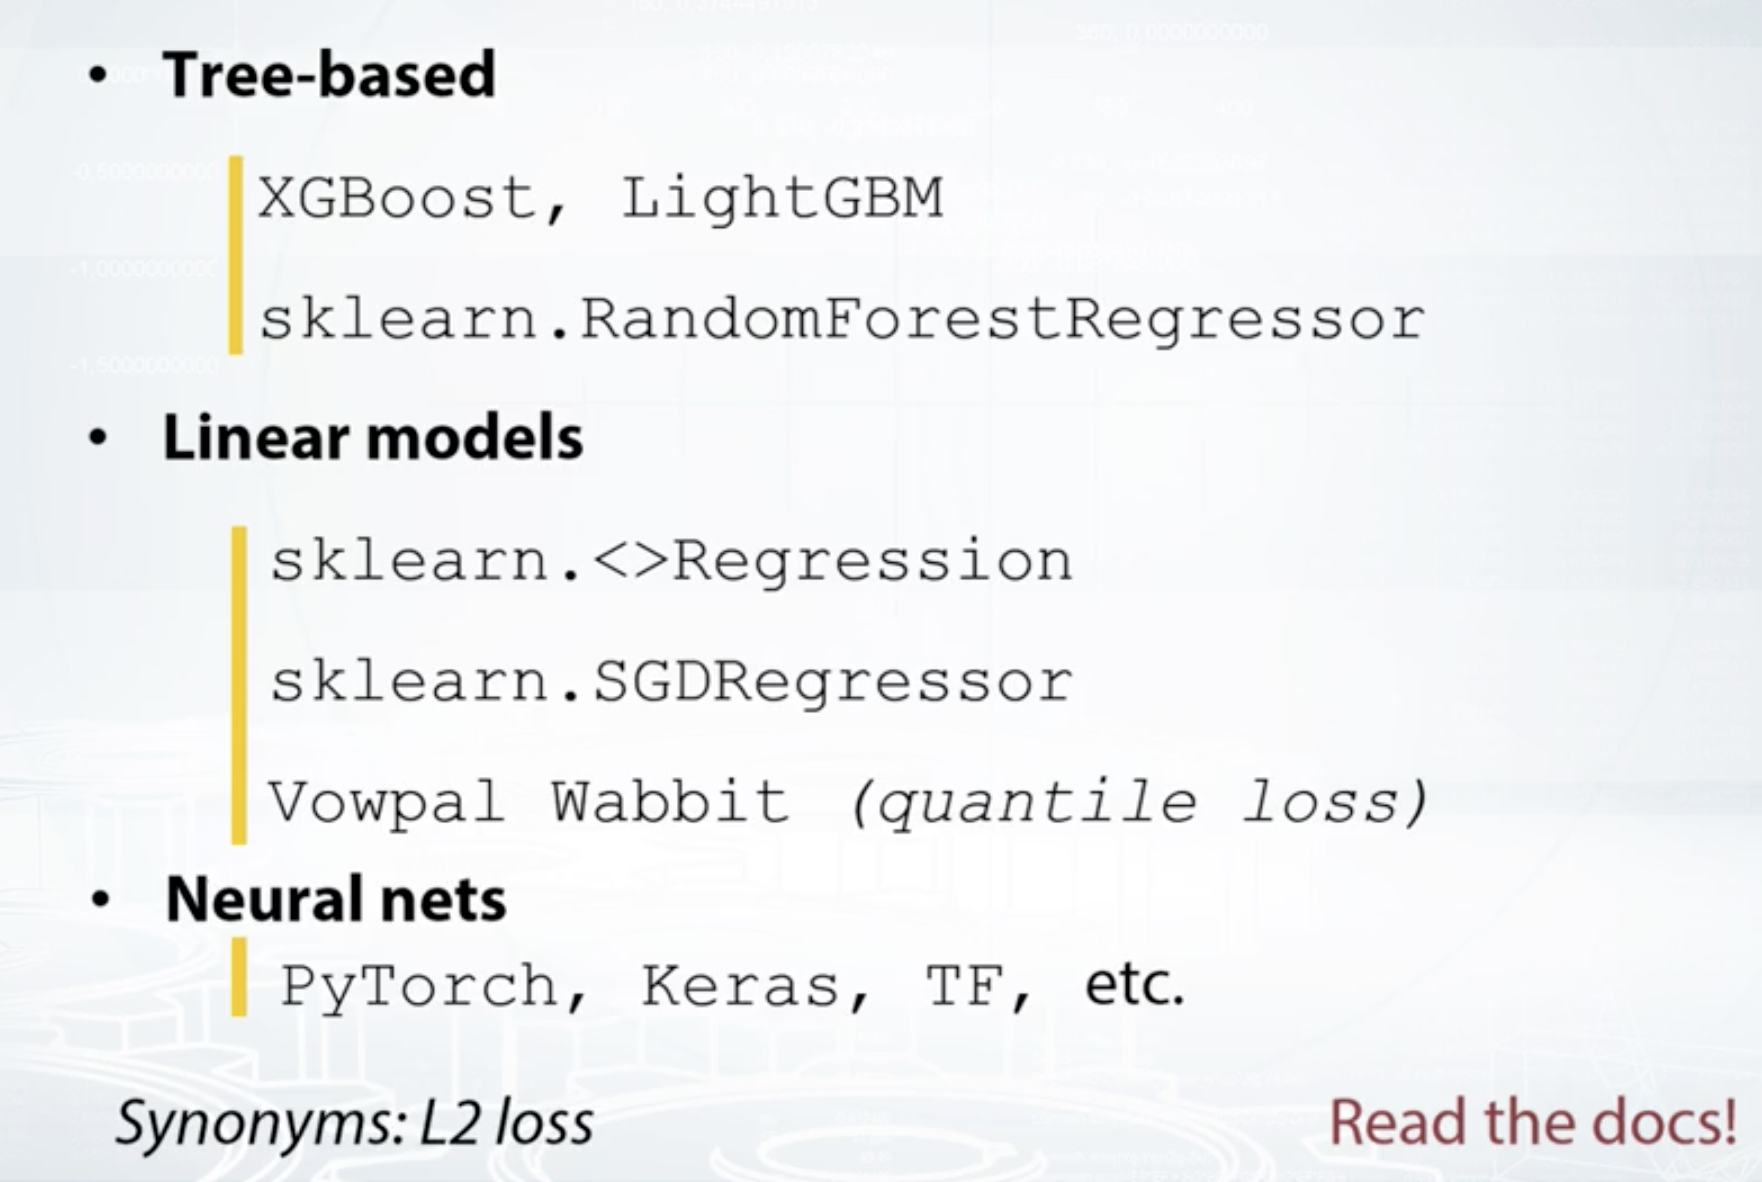 • Tree-based
XGBoost, LightGBM
sklearn.RandomForestRegressor
• Linear models
sklearn.<>Regression
sklearn.SGDRegressor
Vowpal Wabbit (quantile loss)
• Neural nets
PyTorch, Keras, TF, etc.
Synonyms: L2 loss
Read the docs!